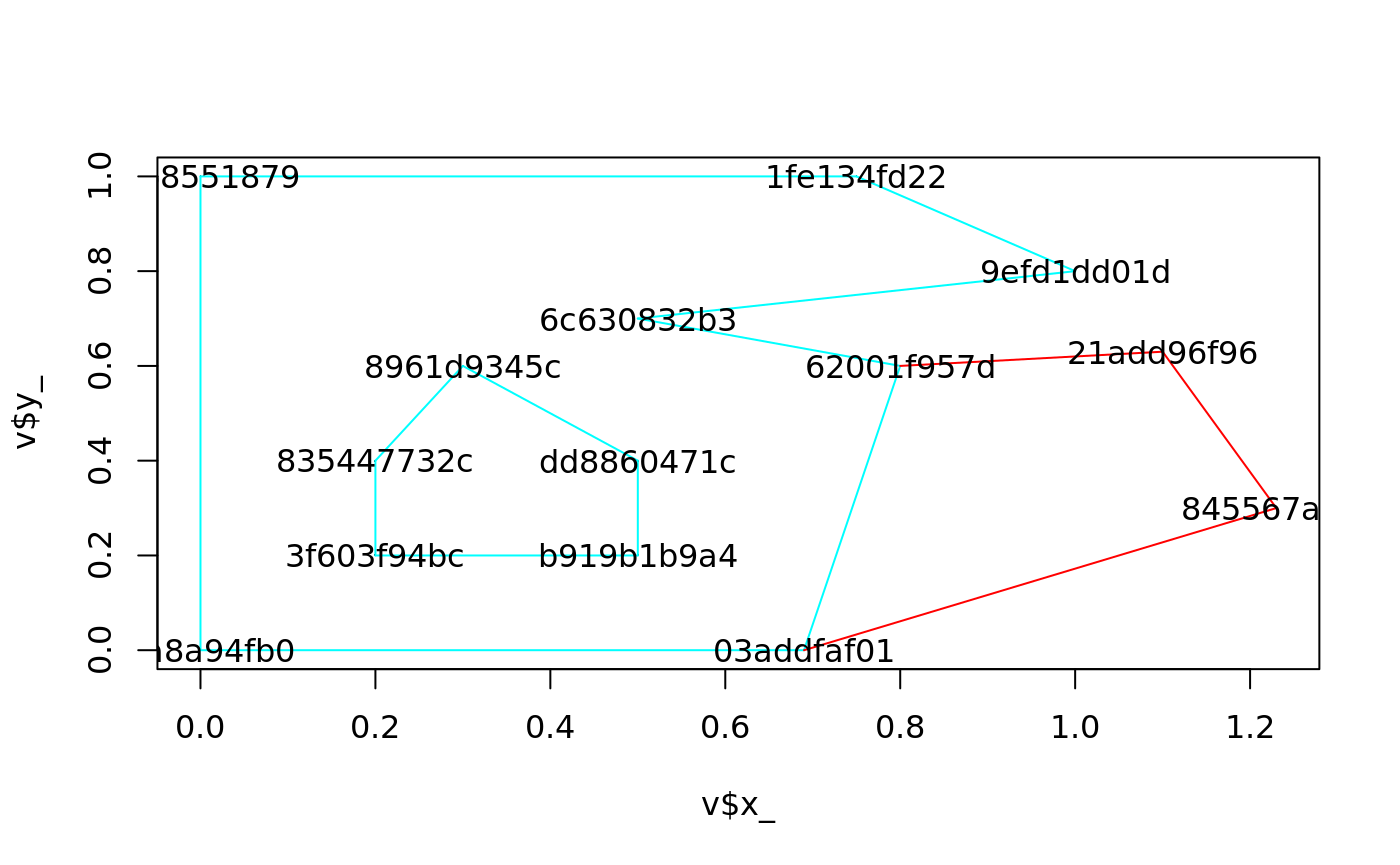 8551879
1fe134fd22
9efd1dd01d
6c630832b3
21add96f96
8961d9345c
62001f957d
835447732c
dd8860471c
845567a
3f603f94bc
b919b1b9a4
8a94fb0
03addfaf01
1.0
0.8
0.6
0.4
0.2
0.0
v$y_
0.0 0.2 0.4 0.6 0.8 1.0 1.2
v$x_